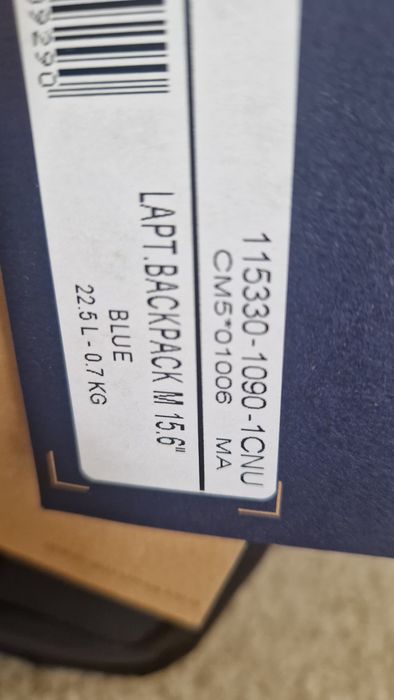 115330-1090-1CNU
CM5*01006 MA
LAPT.BACKPACK M 15.6"
BLUE
22.5 L - 0.7 KG